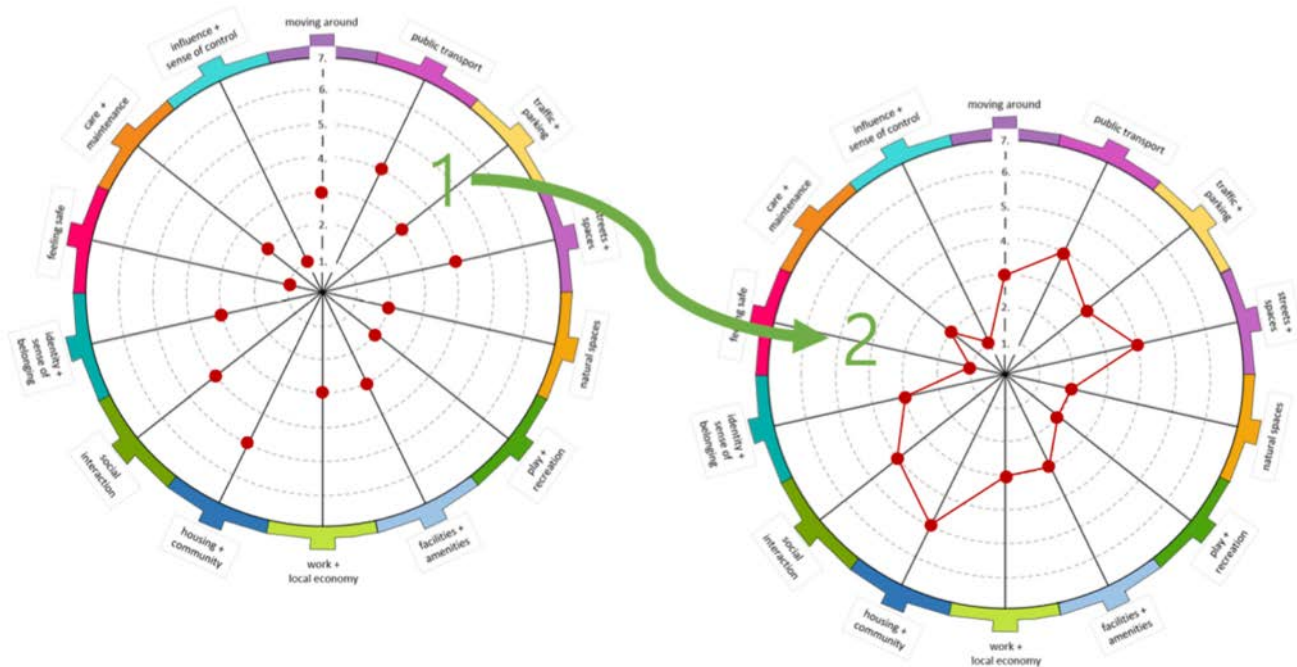 moving around
public transport
traffic +
parking
streets +
spaces
natural spaces
play +
recreation
facilities +
amenities
work +
local economy
housing +
community
social
interaction
identity +
sense of
belonging
feeling safe
care +
maintenance
influence +
sense of control
7.
6.
5.
4.
2.
1.
1
moving around
public transport
traffic +
parking
streets +
spaces
natural spaces
play +
recreation
facilities +
amenities
work +
local economy
housing +
community
social
interaction
identity +
sense of
belonging
feeling safe
care +
maintenance
influence +
sense of control
7.
6.
5.
4.
2.
1.
2